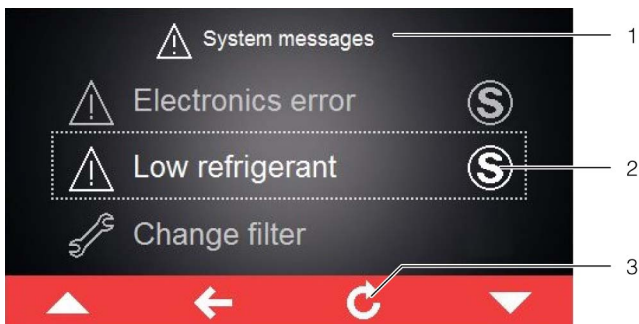 System messages
1
Electronics error S
Low refrigerant S
2
Change filter
3